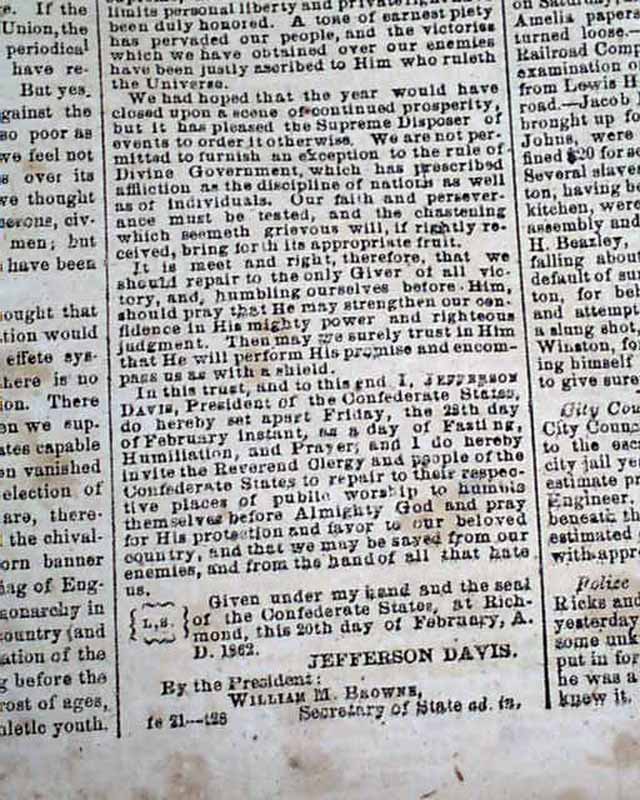 e. If the
Union, the
periodical
have re-
But yes.
gainst the
so poor as
we feel not
s over its
ve thought
nerous, civ-
men; but
have been
ought that
tion would
effete sys-
here is no
ion. There
en we sup-
ates capable
en vanished
election of
are, there-
the chival-
orn banner
lag of Eng-
onarchy in
country (and
ation of the
g before the
rost of ages,
hletic youth.
limits personal liberty and private
been duly honored. A tone of earnest piety
has pervaded our people, and the victories
which we have obtained over our enemies
have been justly ascribed to Him who ruleth
the Universe.
We had hoped that the year would have
closed upon a scene of continued prosperity,
but it has pleased the Supreme Disposer of
events to order it otherwise. We are not per-
mitted to furnish an exception to the rule of
Divine Government, which has prescribed
affliction as the discipline of nations as well
as of individuals. Our faith and persever-
ance must be tested, and the chastening
which seemeth grievous will, if rightly re-
ceived, bring forth its appropriate fruit.
It is meet and right, therefore, that we
should repair to the only Giver of all vic-
tory, and, humbling ourselves before Him,
should pray that He may strengthen our con-
fidence in His mighty power and righteous
judgment. Then may we surely trust in Him
that He will perform His promise and encom-
pass us as with a shield.
In this trust, and to this end I, JEFFERSON
DAVIS, President of the Confederate States,
do hereby set apart Friday, the 28th day
of February instant, as a day of Fasting,
Humiliation, and Prayer; and I do hereby
invite the Reverend Clergy and people of the
Confederate States to repair to their respec-
tive places of public worship to humble
themselves before Almighty God and pray
for His protection and favor to our beloved
country, and that we may be saved from our
enemies, and from the hand of all that hate
us.
Given under my hand and the seal
{L.S.} of the Confederate States, at Rich-
mond, this 20th day of February, A.
D. 1862.
JEFFERSON DAVIS.
By the President:
WILLIAM M. BROWNE,
Secretary of State ad. in.
fe 21—t28
on Saturday
Amelia paper
turned loose.—
Railroad Comp
examination o
from Lewis H
road.—Jacob
brought up fo
Johns, were
fined $20 for se
Several slaves
ton, having b
kitchen, were
assembly and
H. Beazley,
falling about
default of su
ton, for beh
and attempt
a slung shot,
Winston, fo
ing himself
to give sure
City Cou
City Counc
to the esc
city jail ye
estimate pr
Engineer.
beneath th
estimated
with appro
Police
Ricks and
yesterday
some unk
put in for
he was a
knew it.